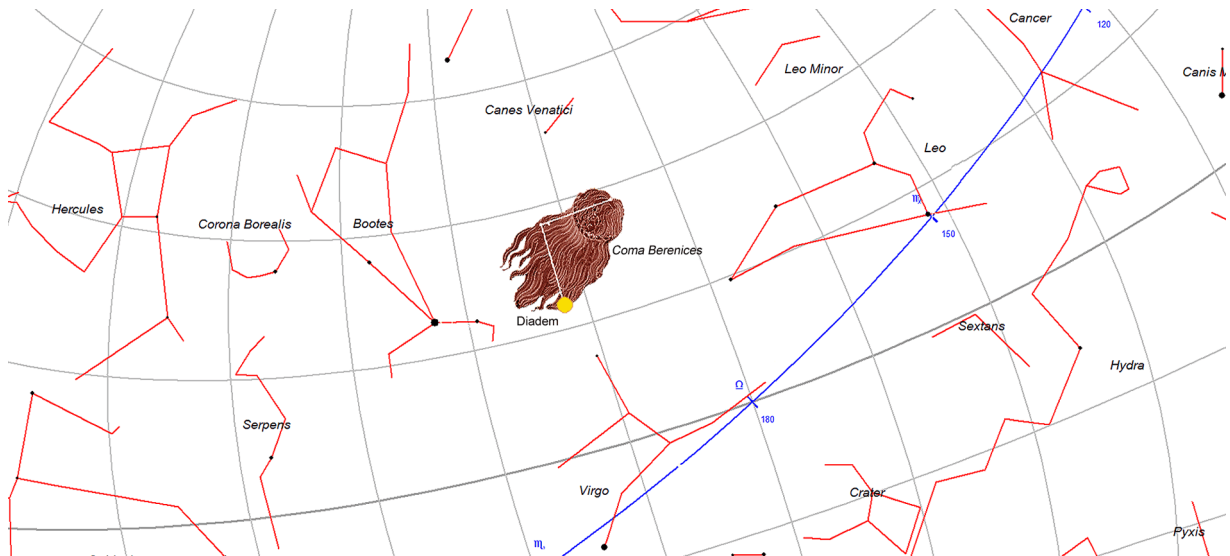 Cancer
120
Leo Minor
Canis M
Canes Venatici
Leo
Hercules
Corona Borealis
Bootes
Coma Berenices
150
Diadem
Sextans
Hydra
Ω
180
Serpens
Virgo
Crater
Pyxis
♏